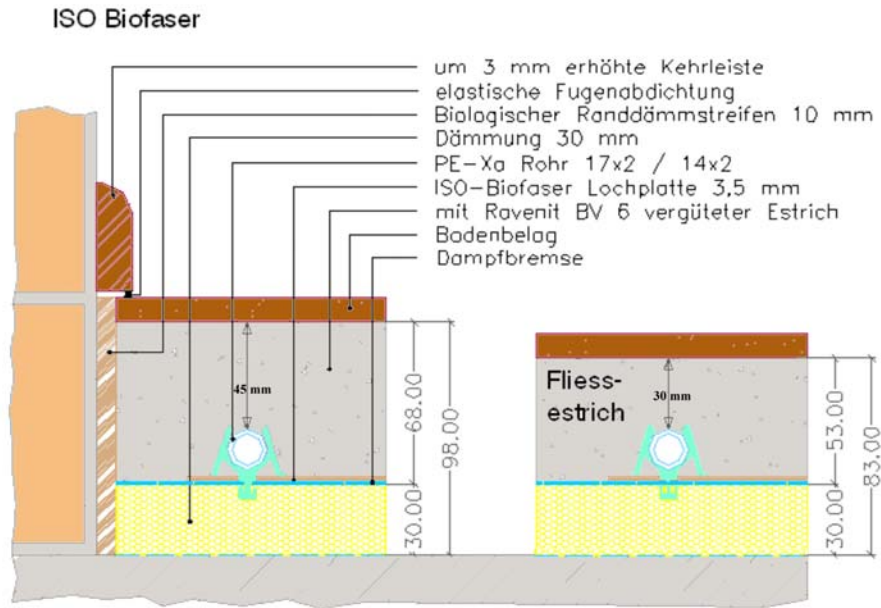 ISO Biofaser
um 3 mm erhöhte Kehrleiste
elastische Fugenabdichtung
Biologischer Randdämmstreifen 10 mm
Dämmung 30 mm
PE-Xa Rohr 17x2 / 14x2
ISO-Biofaser Lochplatte 3,5 mm
mit Ravenit BV 6 vergüteter Estrich
Bodenbelag
Dampfbremse
45 mm
68.00
98.00
30.00
Fliess-
estrich
30 mm
53.00
83.00
30.00